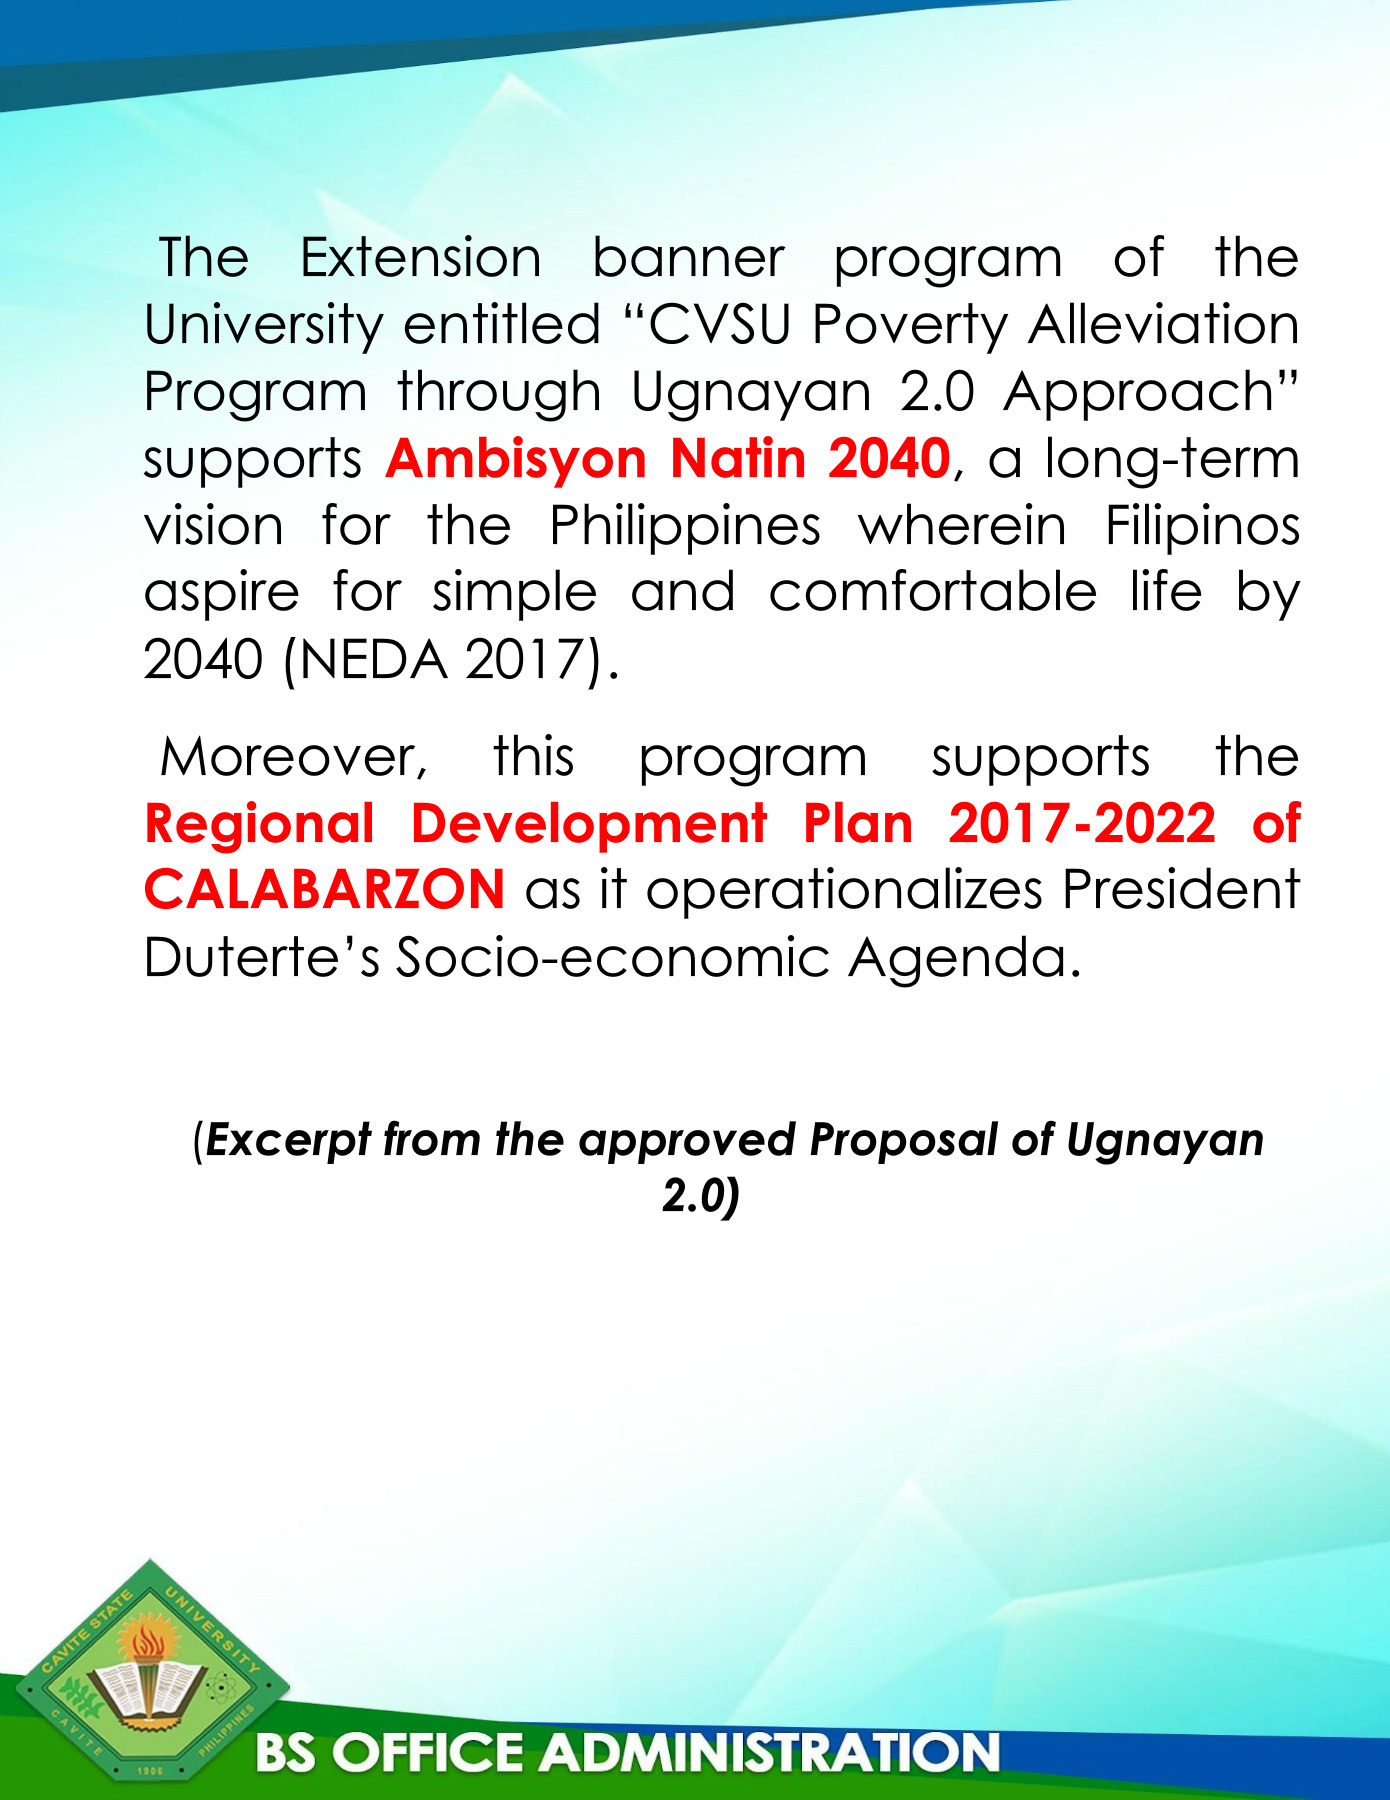 The Extension banner program of the
University entitled “CVSU Poverty Alleviation
Program through Ugnayan 2.0 Approach”
supports Ambisyon Natin 2040, a long-term
vision for the Philippines wherein Filipinos
aspire for simple and comfortable life by
2040 (NEDA 2017).
Moreover, this program supports the
Regional Development Plan 2017-2022 of
CALABARZON as it operationalizes President
Duterte’s Socio-economic Agenda.
(Excerpt from the approved Proposal of Ugnayan
2.0)
CAVITE STATE UNIVERSITY
CAVITE PHILIPPINES
1906
BS OFFICE ADMINISTRATION